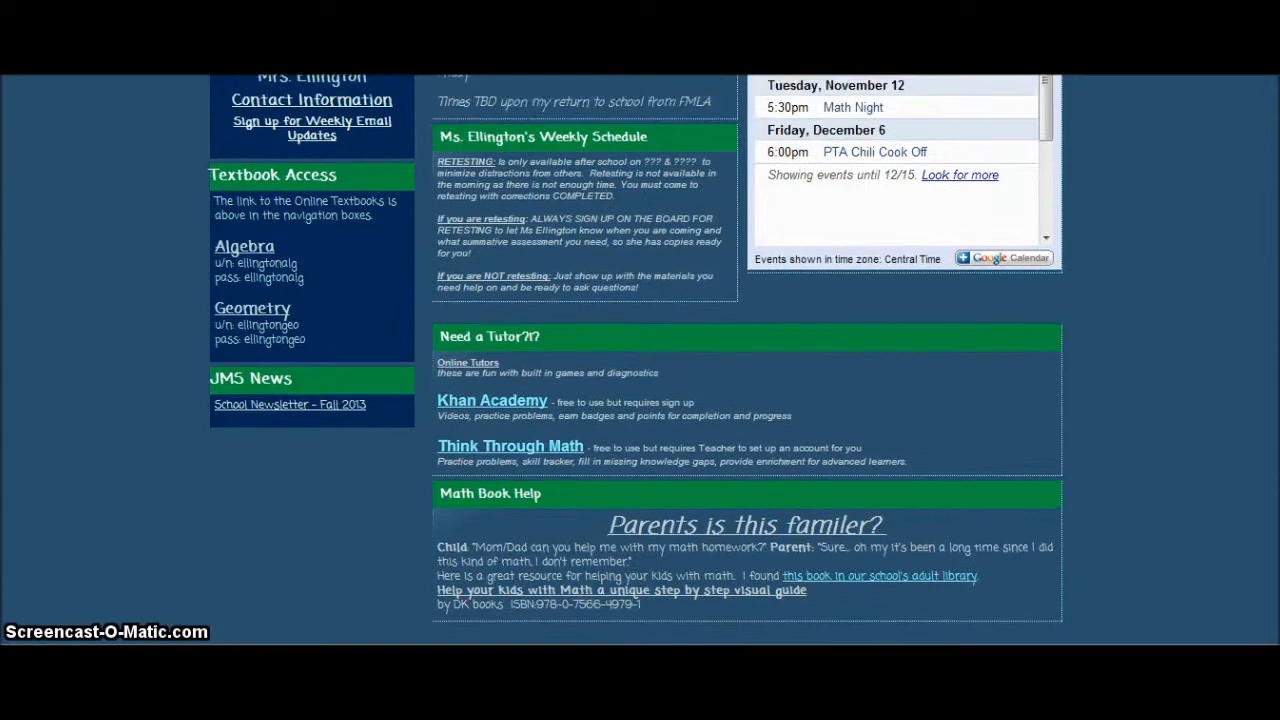 Mrs. Ellington
Contact Information
Sign up for Weekly Email
Updates
Textbook Access
The link to the Online Textbooks is
above in the navigation boxes.
Algebra
u/n: ellingtonalg
pass: ellingtonalg
Geometry
u/n: ellingtongeo
pass: ellingtongeo
JMS News
School Newsletter - Fall 2013
Times TBD upon my return to school from FMLA
Ms. Ellington's Weekly Schedule
RETESTING: Is only available after school on ??? & ???? to
minimize distractions from others. Retesting is not available in
the morning as there is not enough time. You must come to
retesting with corrections COMPLETED.
If you are retesting: ALWAYS SIGN UP ON THE BOARD FOR
RETESTING to let Ms Ellington know when you are coming and
what summative assessment you need, so she has copies ready
for you!
If you are NOT retesting: Just show up with the materials you
need help on and be ready to ask questions!
Tuesday, November 12
5:30pm Math Night
Friday, December 6
6:00pm PTA Chili Cook Off
Showing events until 12/15. Look for more
Events shown in time zone: Central Time
Google Calendar
Need a Tutor?!?
Online Tutors
these are fun with built in games and diagnostics
Khan Academy - free to use but requires sign up
Videos, practice problems, earn badges and points for completion and progress
Think Through Math - free to use but requires Teacher to set up an account for you
Practice problems, skill tracker, fill in missing knowledge gaps, provide enrichment for advanced learners.
Math Book Help
Parents is this familer?
Child: "Mom/Dad can you help me with my math homework?" Parent: "Sure... oh my it's been a long time since I did
this kind of math, I don't remember."
Here is a great resource for helping your kids with math. I found this book in our school's adult library.
Help your kids with Math a unique step by step visual guide
by DK books ISBN:978-0-7566-4979-1
Screencast-O-Matic.com